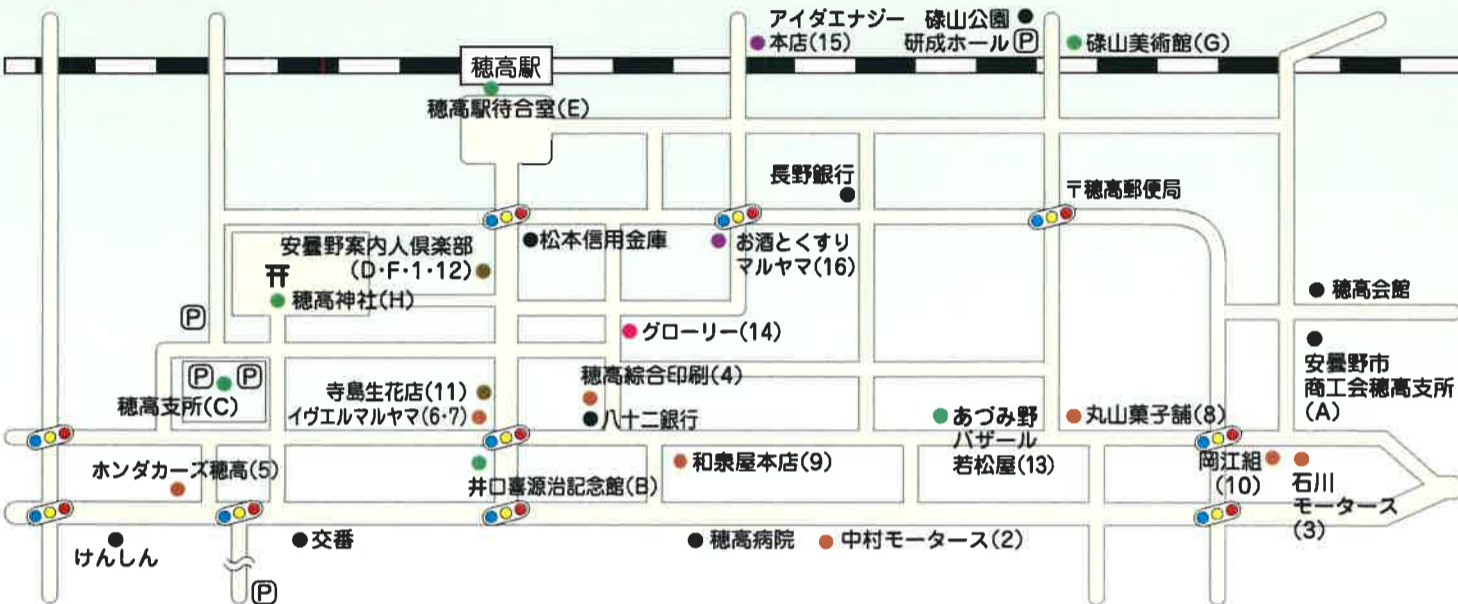 アイダエナジー
本店(15)
碌山公園
研成ホール P
碌山美術館(G)
穂高駅
穂高駅待合室(E)
長野銀行
〒穂高郵便局
安曇野案内人倶楽部
(D・F・1・12)
松本信用金庫
お酒とくすり
マルヤマ(16)
穂高神社(H)
穂高会館
P
グローリー(14)
安曇野市
商工会穂高支所
(A)
P P
穂高支所(C)
寺島生花店(11)
イヴエルマルヤマ(6・7)
穂高綜合印刷(4)
八十二銀行
あづみ野
バザール
若松屋(13)
丸山菓子舗(8)
ホンダカーズ穂高(5)
井口喜源治記念館(B)
和泉屋本店(9)
岡江組
(10)
石川
モータース
(3)
けんしん
交番
穂高病院
中村モータース(2)
P